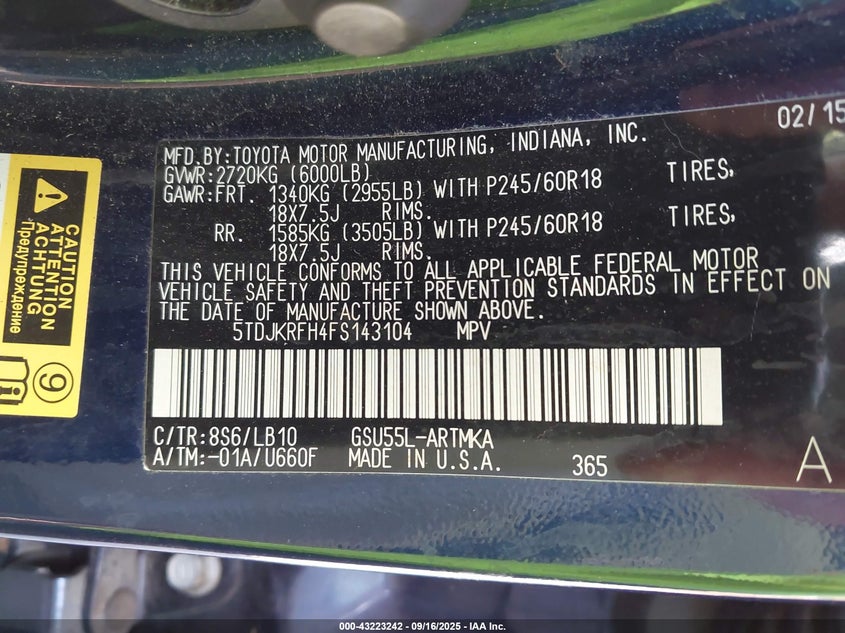 02/15
MFD.BY:TOYOTA MOTOR MANUFACTURING, INDIANA, INC.
GVWR:2720KG (6000LB)
GAWR:FRT. 1340KG (2955LB) WITH P245/60R18 TIRES,
18X7.5J RIMS.
RR. 1585KG (3505LB) WITH P245/60R18 TIRES,
18X7.5J RIMS.
THIS VEHICLE CONFORMS TO ALL APPLICABLE FEDERAL MOTOR
VEHICLE SAFETY AND THEFT PREVENTION STANDARDS IN EFFECT ON
THE DATE OF MANUFACTURE SHOWN ABOVE.
5TDJKRFH4FS143104 MPV
C/TR:8S6/LB10 GSU55L-ARTMKA
A/TM:-01A/U660F MADE IN U.S.A. 365
A
CAUTION
ATTENTION
ACHTUNG
Предупреждение
9
000-43223242 - 09/16/2025 - IAA Inc.